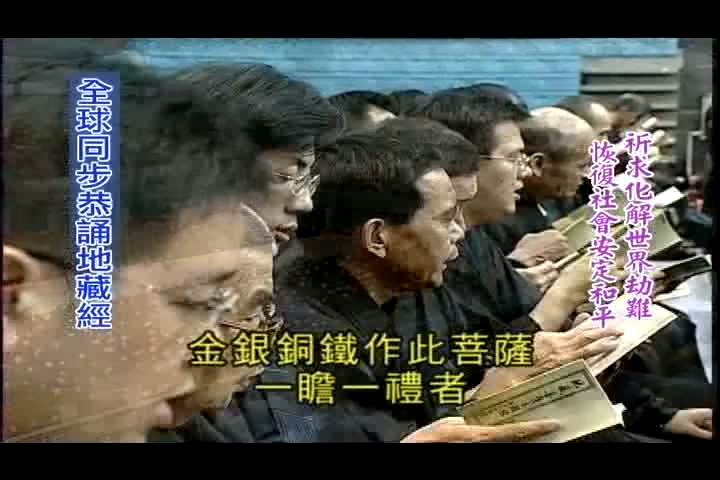 全球同步恭誦地藏經
祈求化解世界劫難
恢復社會安定和平
金銀銅鐵作此菩薩
一瞻一禮者